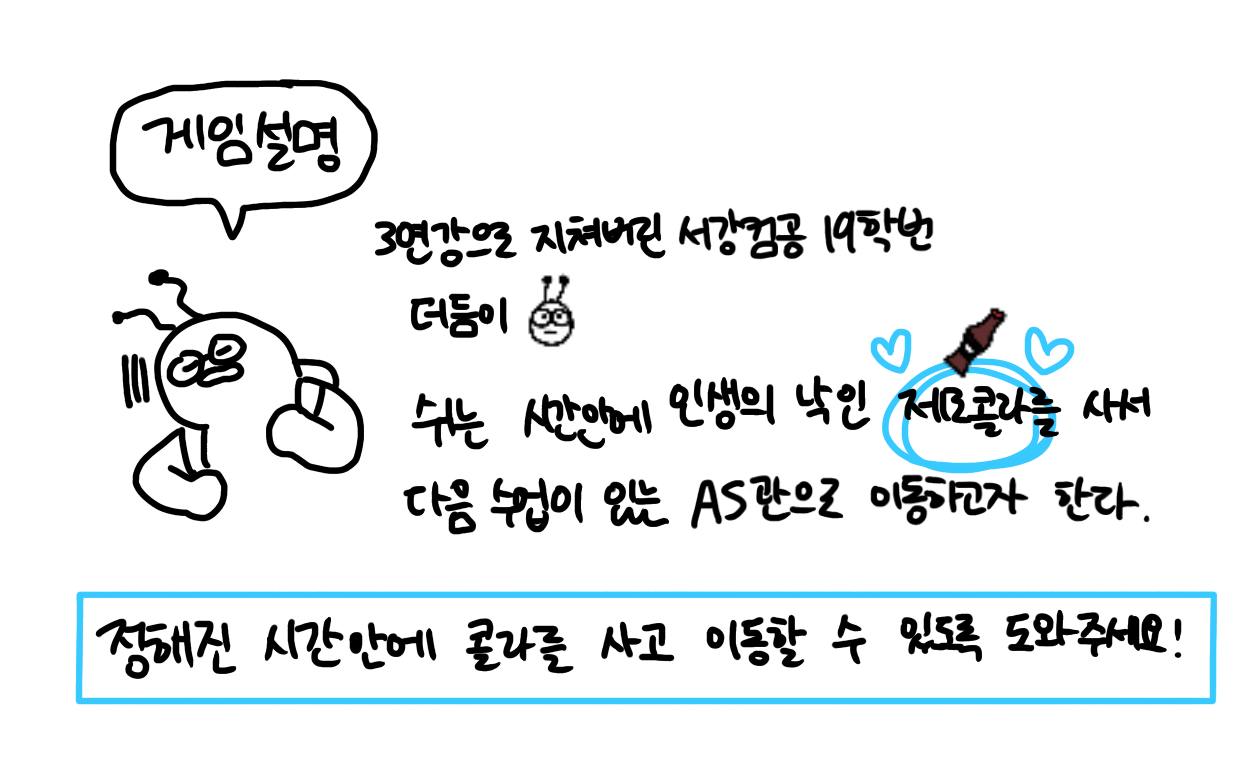 게임설명
3연강으로 지쳐버린 서강컴공 19학번
더듬이
쉬는 시간안에 인생의 낙인 제로콜라를 사서
다음 수업이 있는 AS관으로 이동하고자 한다.
정해진 시간안에 콜라를 사고 이동할 수 있도록 도와주세요!